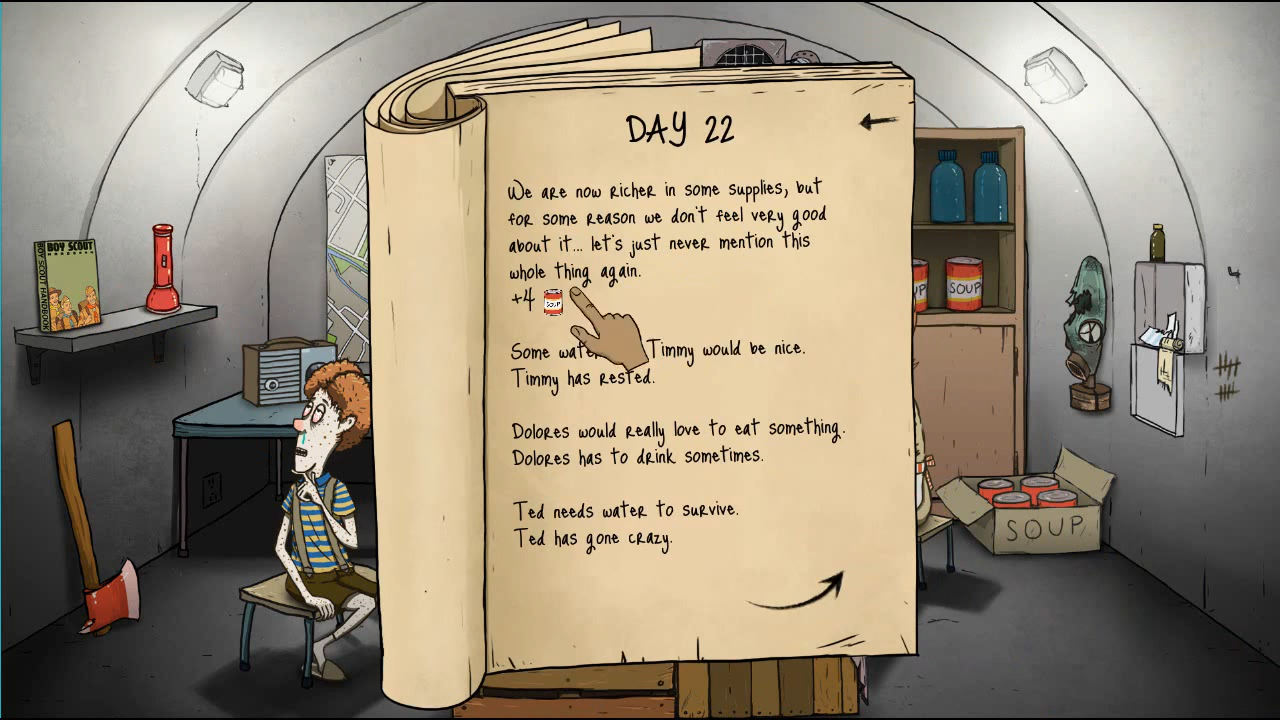 DAY 22
We are now richer in some supplies, but
for some reason we don't feel very good
about it... let's just never mention this
whole thing again.
+4 SOUP
Some Timmy would be nice.
Timmy has rested.
Dolores would really love to eat something.
Dolores has to drink sometimes.
Ted needs water to survive.
Ted has gone crazy.
BOY SCOUT
BOY SCOUT HANDBOOK
SOUP
SOUP